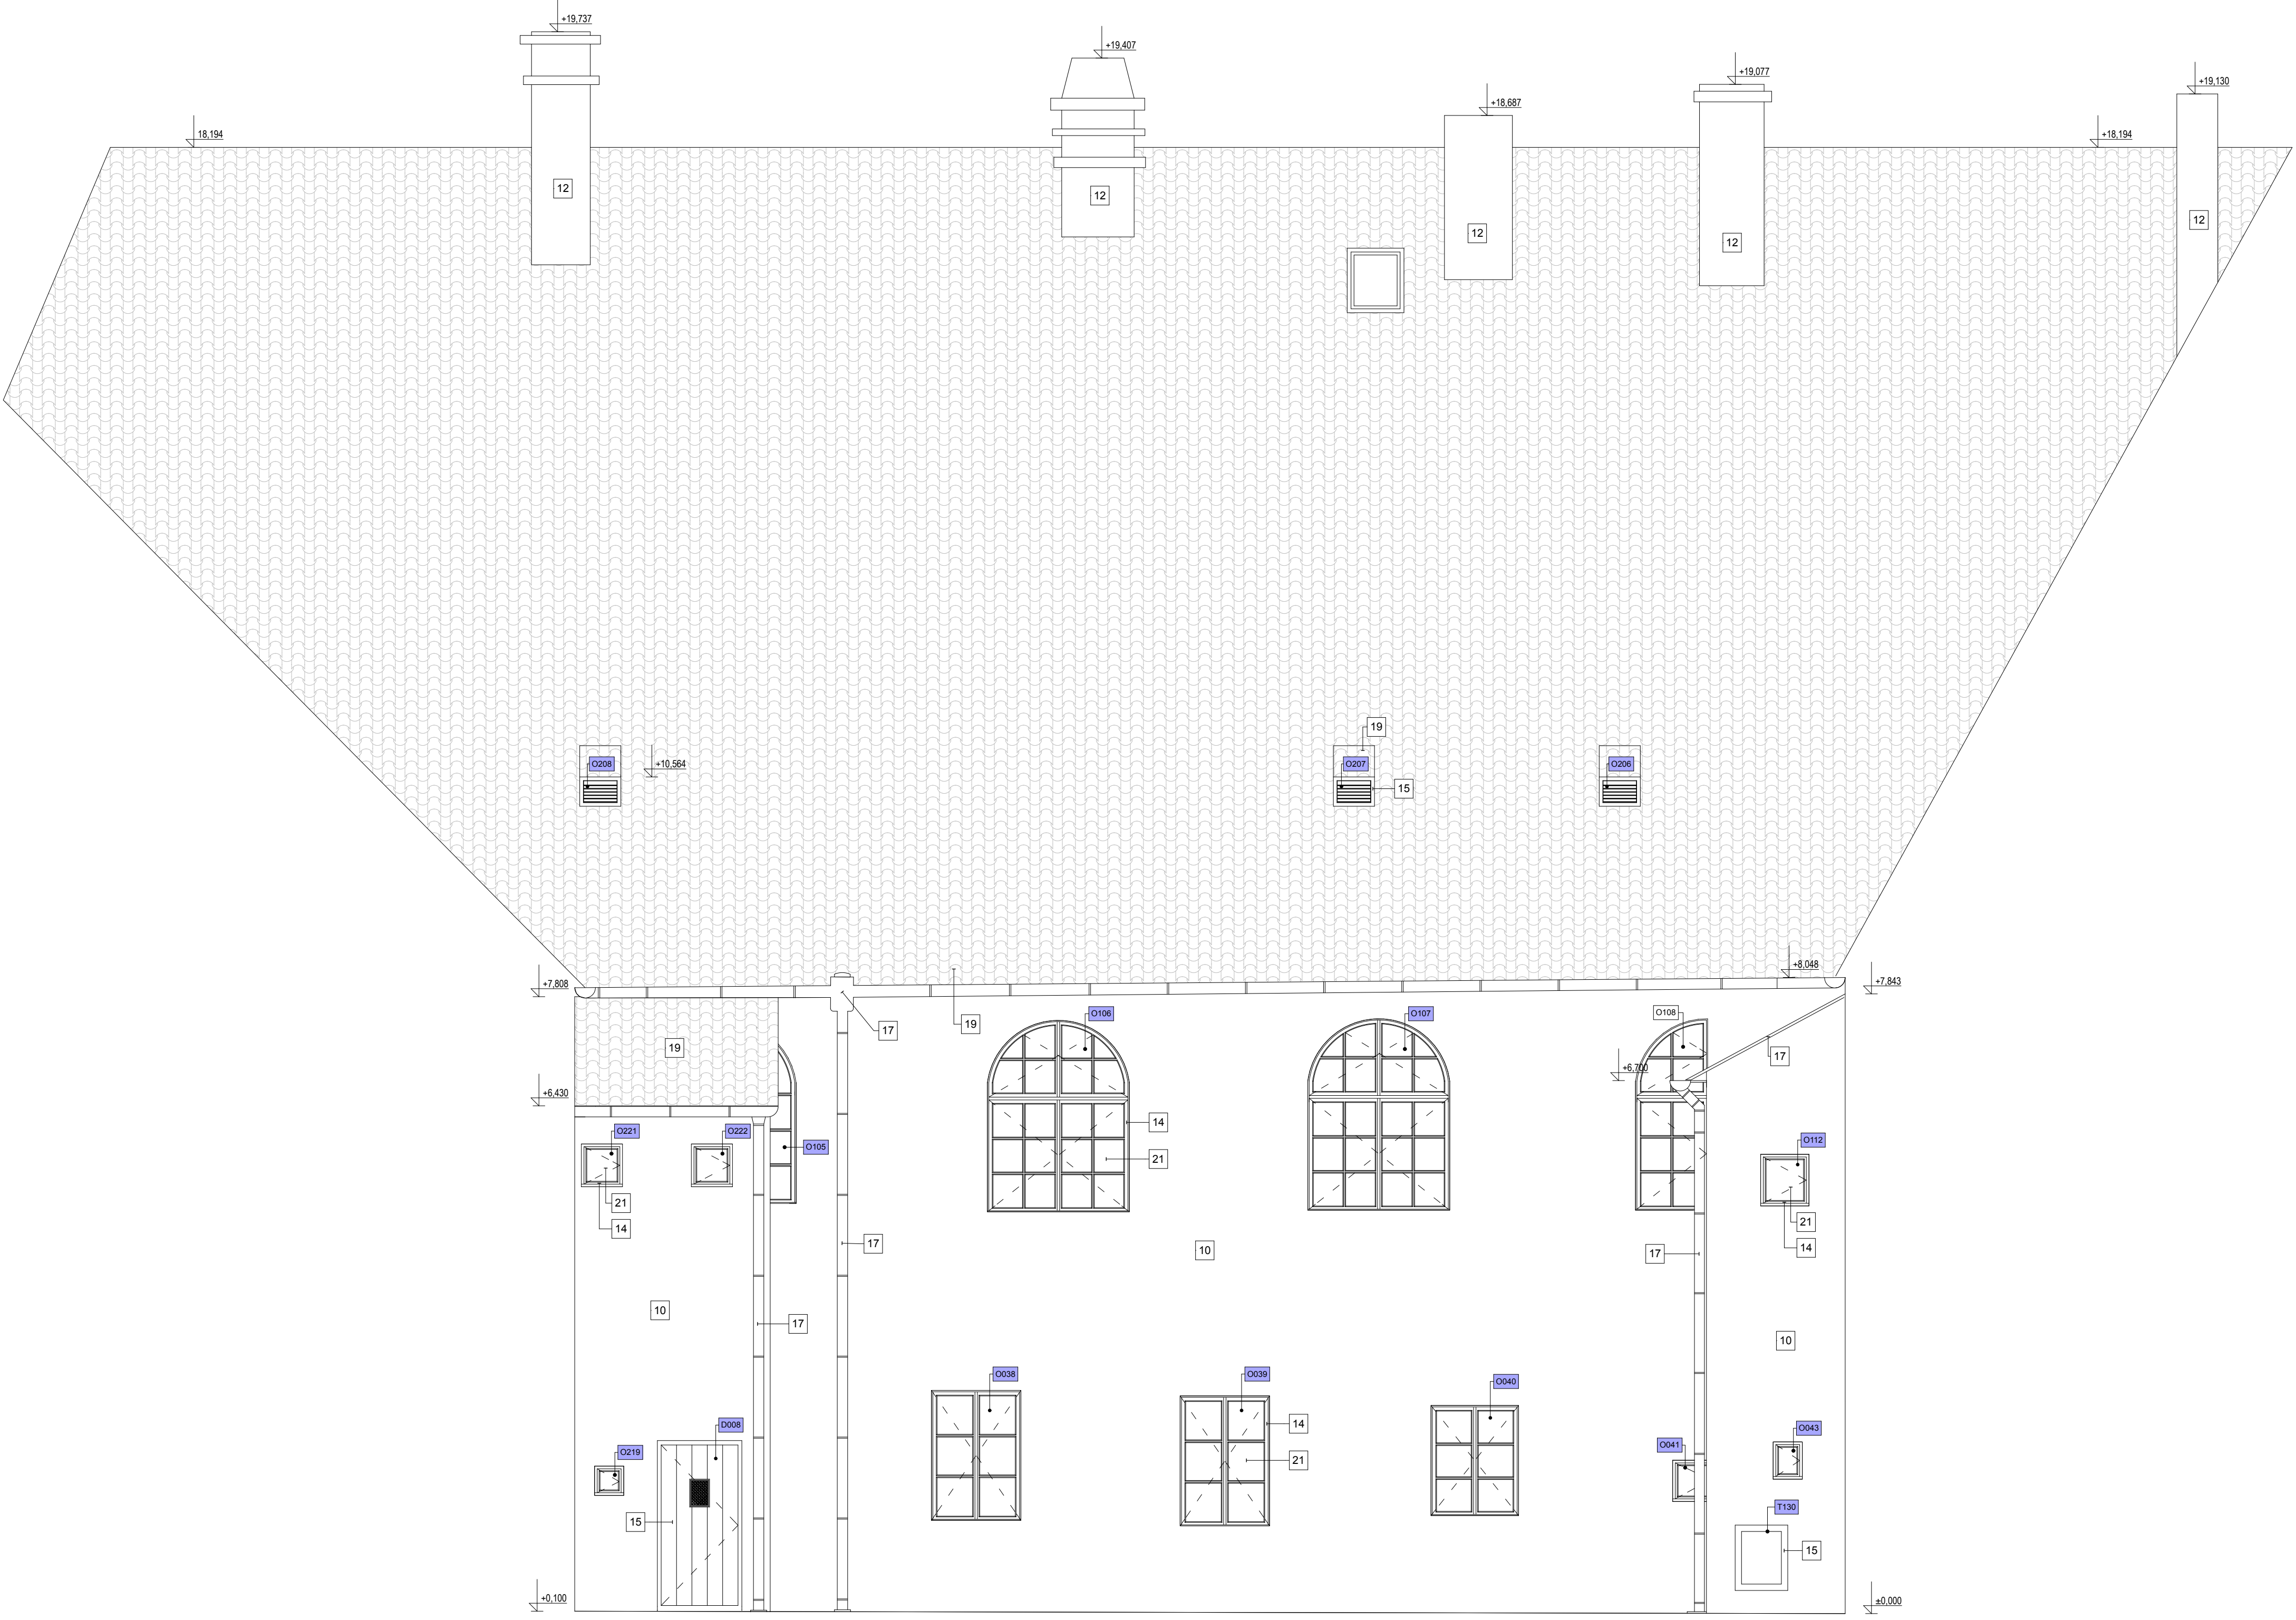 +19,737
+19,407
+19,077
+19,130
+18,687
18,194
+18,194
12
12
12
12
12
19
O208
+10,564
O207
O206
15
+8,048
+7,808
+7,843
O106
O107
O108
17
19
19
17
+6,700
+6,430
14
O221
O222
O105
O112
21
21
14
21
14
17
10
17
10
17
10
O038
O039
O040
14
D008
O219
O043
O041
21
T130
15
15
+0,100
±0,000